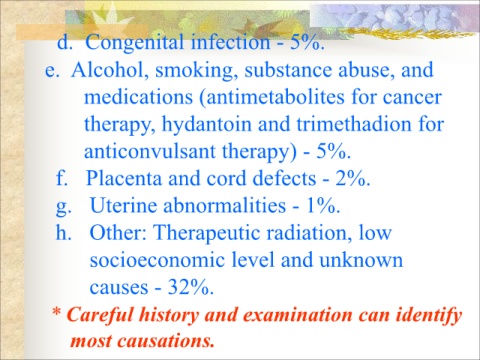 d. Congenital infection - 5%.
e. Alcohol, smoking, substance abuse, and
medications (antimetabolites for cancer
therapy, hydantoin and trimethadion for
anticonvulsant therapy) - 5%.
f. Placenta and cord defects - 2%.
g. Uterine abnormalities - 1%.
h. Other: Therapeutic radiation, low
socioeconomic level and unknown
causes - 32%.
* Careful history and examination can identify
most causations.